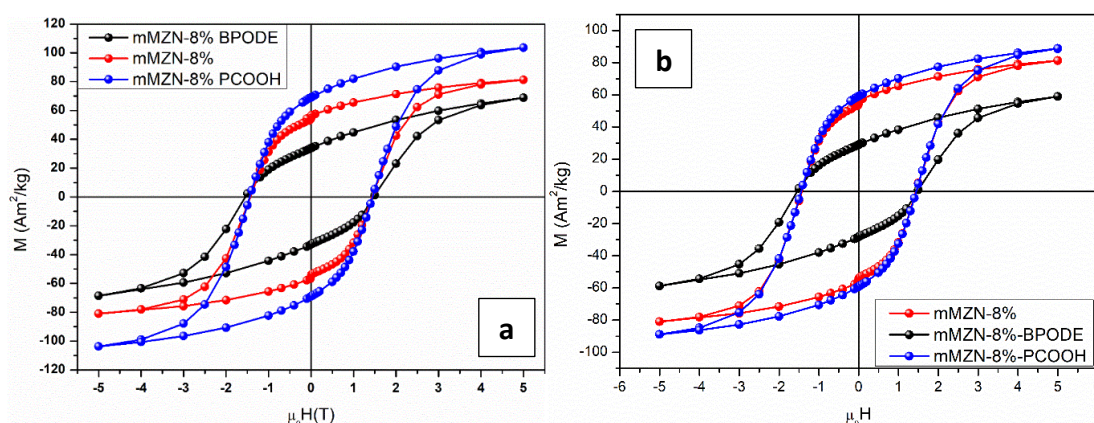 120
100
80
60
40
20
0
-20
-40
-60
-80
-100
-120
M (Am²/kg)
mMZN-8% BPODE
mMZN-8%
mMZN-8% PCOOH
a
-5 -4 -3 -2 -1 0 1 2 3 4 5
μ₀H(T)
100
80
60
40
20
0
-20
-40
-60
-80
-100
M (Am²/kg)
b
mMZN-8%
mMZN-8%-BPODE
mMZN-8%-PCOOH
-6 -5 -4 -3 -2 -1 0 1 2 3 4 5
μ₀H